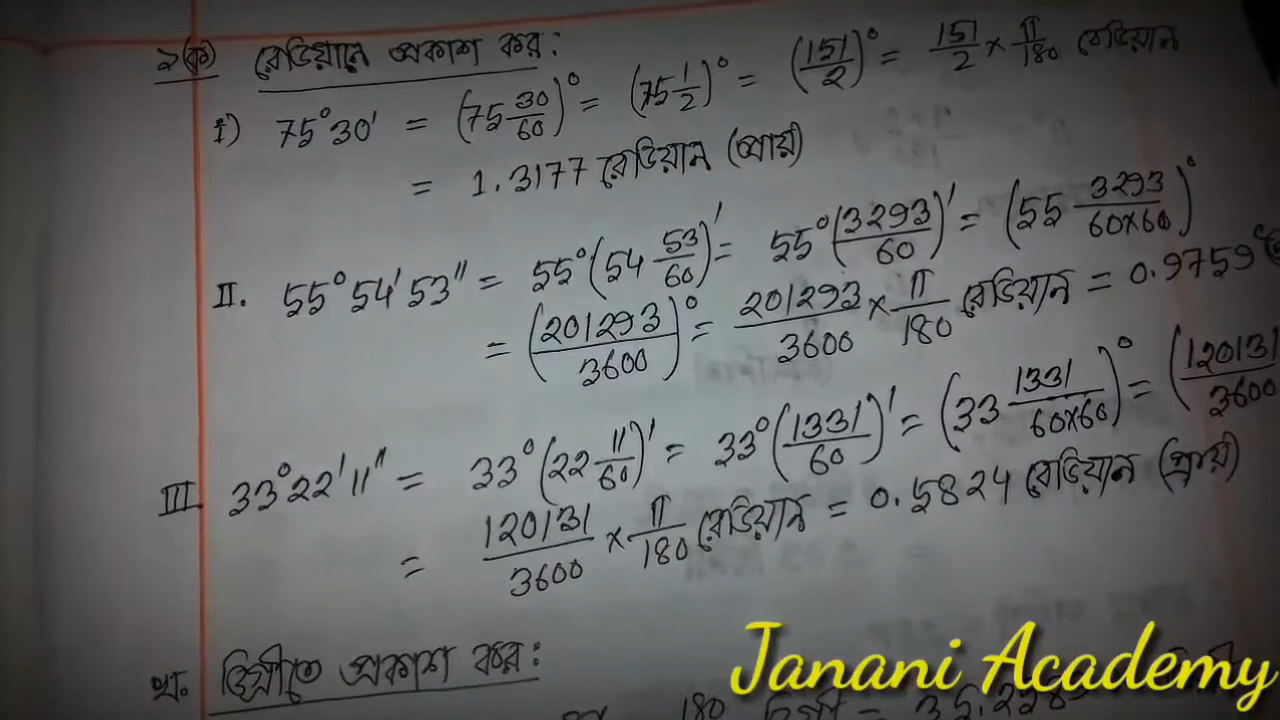 ২(ক) রেডিয়ানে প্রকাশ কর:
i) 75°30' = (75 30/60)° = (75 1/2)° = (151/2)° = 151/2 × π/180 রেডিয়ান
= 1.3177 রেডিয়ান (প্রায়)
II. 55°54'53" = 55°(54 53/60)' = 55°(3293/60)' = (55 3293/60×60)°
= (201293/3600)° = 201293/3600 × π/180 রেডিয়ান = 0.9759
III. 33°22'11" = 33°(22 11/60)' = 33°(1331/60)' = (33 1331/60×60)° = (120131/3600
= 120131/3600 × π/180 রেডিয়ান = 0.5824 রেডিয়ান (প্রায়)
খ. ডিগ্রীতে প্রকাশ কর:
180
Janani Academy